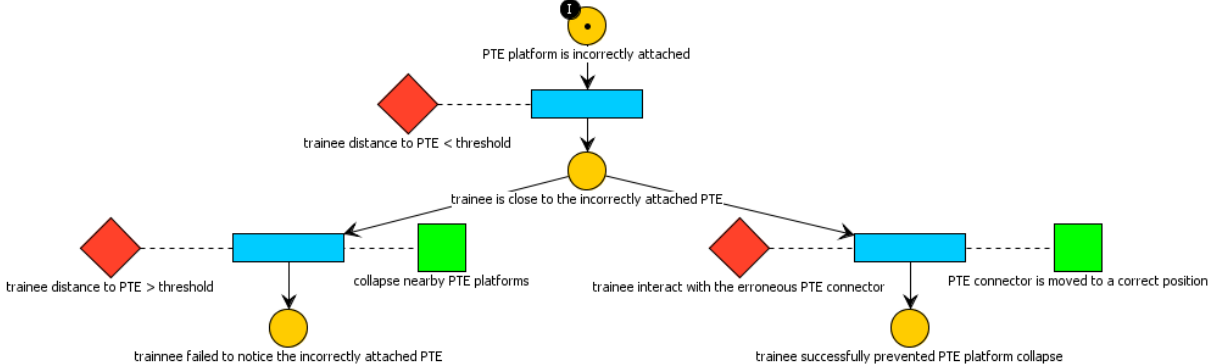 I
PTE platform is incorrectly attached
trainee distance to PTE < threshold
trainee is close to the incorrectly attached PTE
trainee distance to PTE > threshold
collapse nearby PTE platforms
trainee interact with the erroneous PTE connector
PTE connector is moved to a correct position
trainnee failed to notice the incorrectly attached PTE
trainee successfully prevented PTE platform collapse